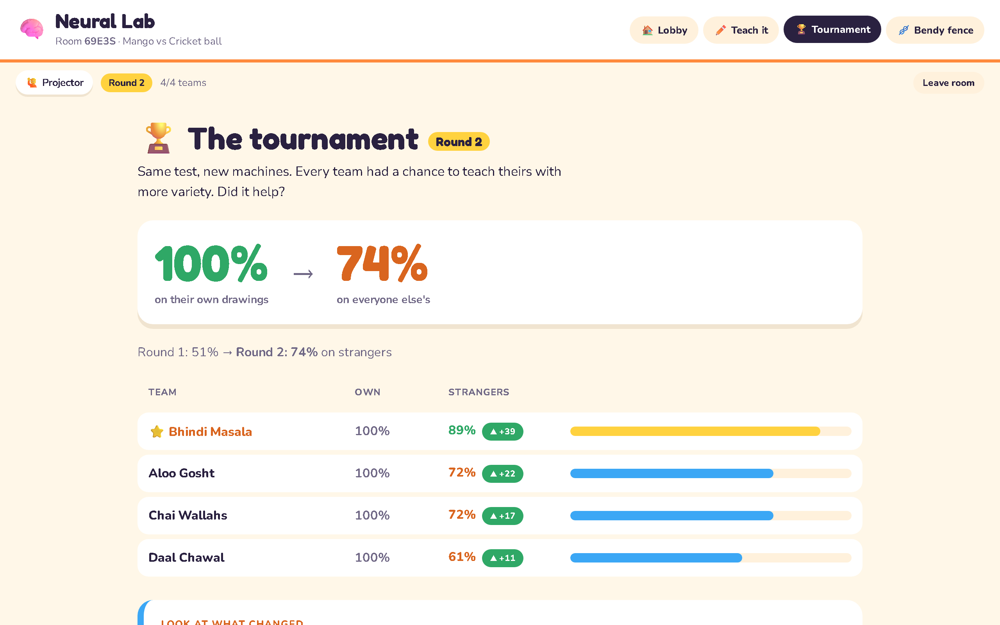 Neural Lab
Room 69E3S · Mango vs Cricket ball
Lobby
Teach it
Tournament
Bendy fence
Projector
Round 2
4/4 teams
Leave room
The tournament Round 2
Same test, new machines. Every team had a chance to teach theirs with
more variety. Did it help?
100% → 74%
on their own drawings
on everyone else's
Round 1: 51% → Round 2: 74% on strangers
TEAM OWN STRANGERS
Bhindi Masala 100% 89% ▲ +39
Aloo Gosht 100% 72% ▲ +22
Chai Wallahs 100% 72% ▲ +17
Daal Chawal 100% 61% ▲ +11
LOOK AT WHAT CHANGED